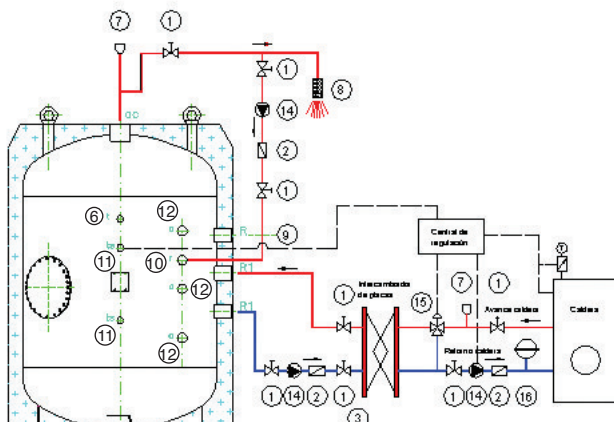 7
1
1
8
ac
14
2
1
6
t
12
a
R
9
ts
11
10
r
R1
12
a
ts
11
R1
a
12
Central de
regulación
T
1
Intercambiador
de placas
15
7
1
Avance caldera
Caldera
Retorno caldera
1
14
2
1
3
1
14
2
16